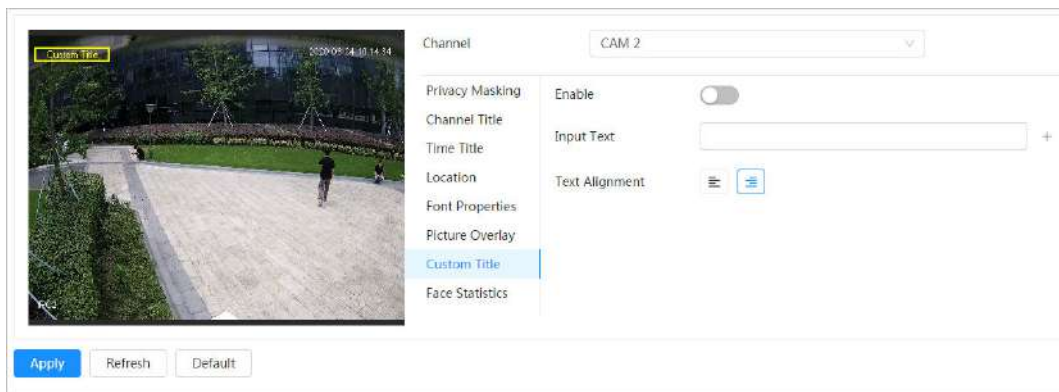 Custom Title
Channel
CAM 2
Privacy Masking
Channel Title
Time Title
Location
Font Properties
Picture Overlay
Custom Title
Face Statistics
Enable
Input Text
+
Text Alignment
Apply
Refresh
Default